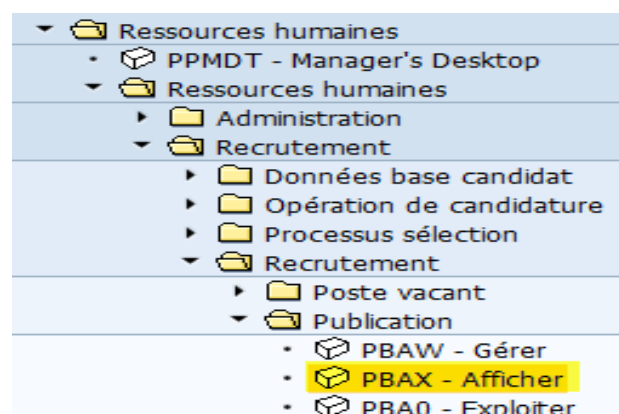 Ressources humaines
PPMDT - Manager's Desktop
Ressources humaines
Administration
Recrutement
Données base candidat
Opération de candidature
Processus sélection
Recrutement
Poste vacant
Publication
PBAW - Gérer
PBAX - Afficher
PBA0 - Exploiter